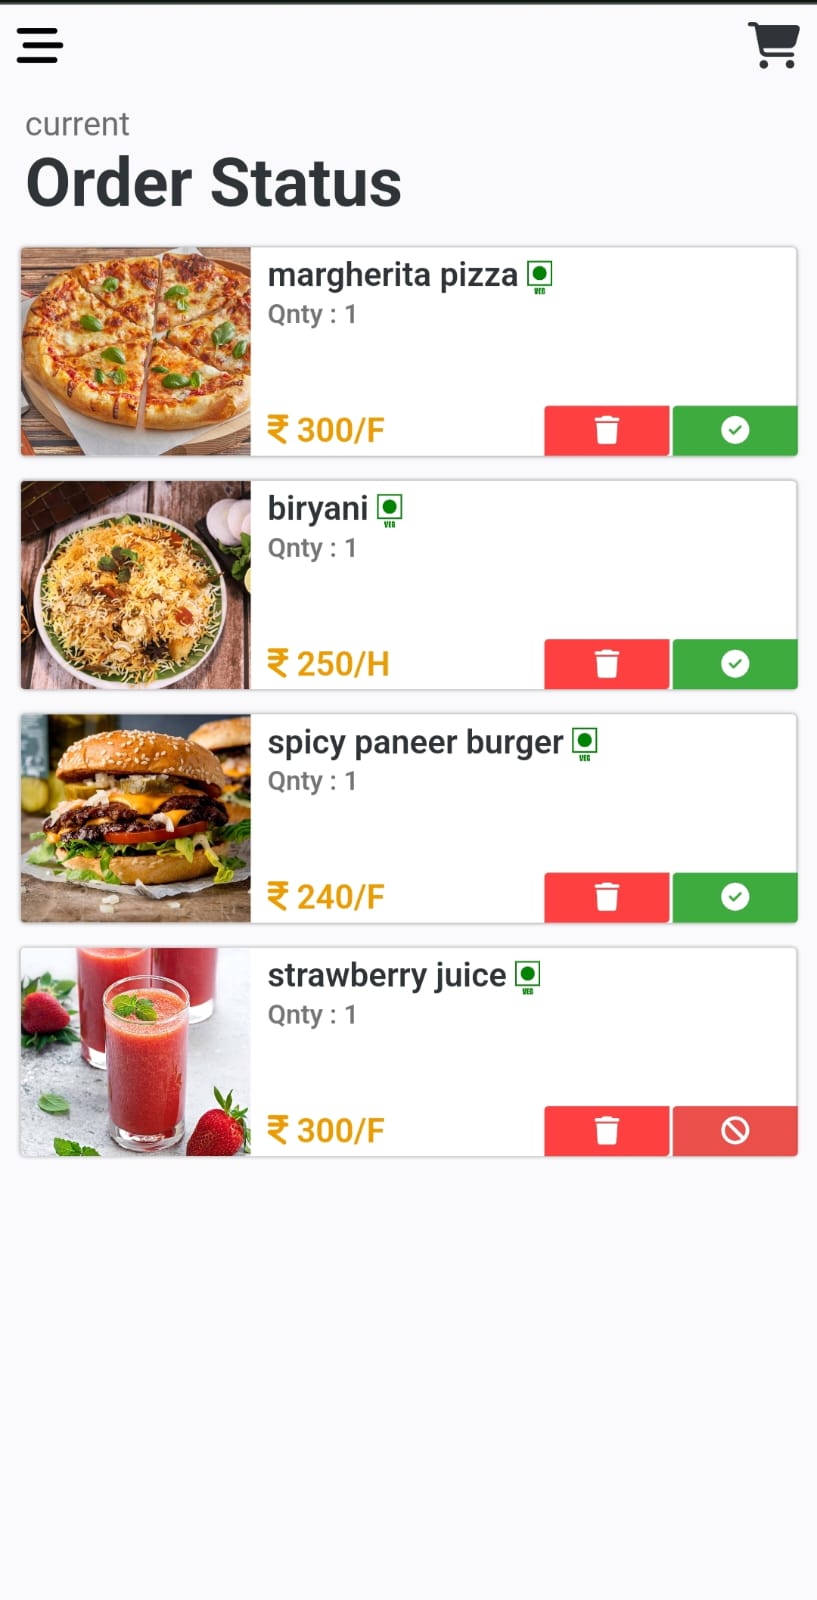 current
Order Status
margherita pizza VEG
Qnty : 1
₹ 300/F
biryani VEG
Qnty : 1
₹ 250/H
spicy paneer burger VEG
Qnty : 1
₹ 240/F
strawberry juice VEG
Qnty : 1
₹ 300/F